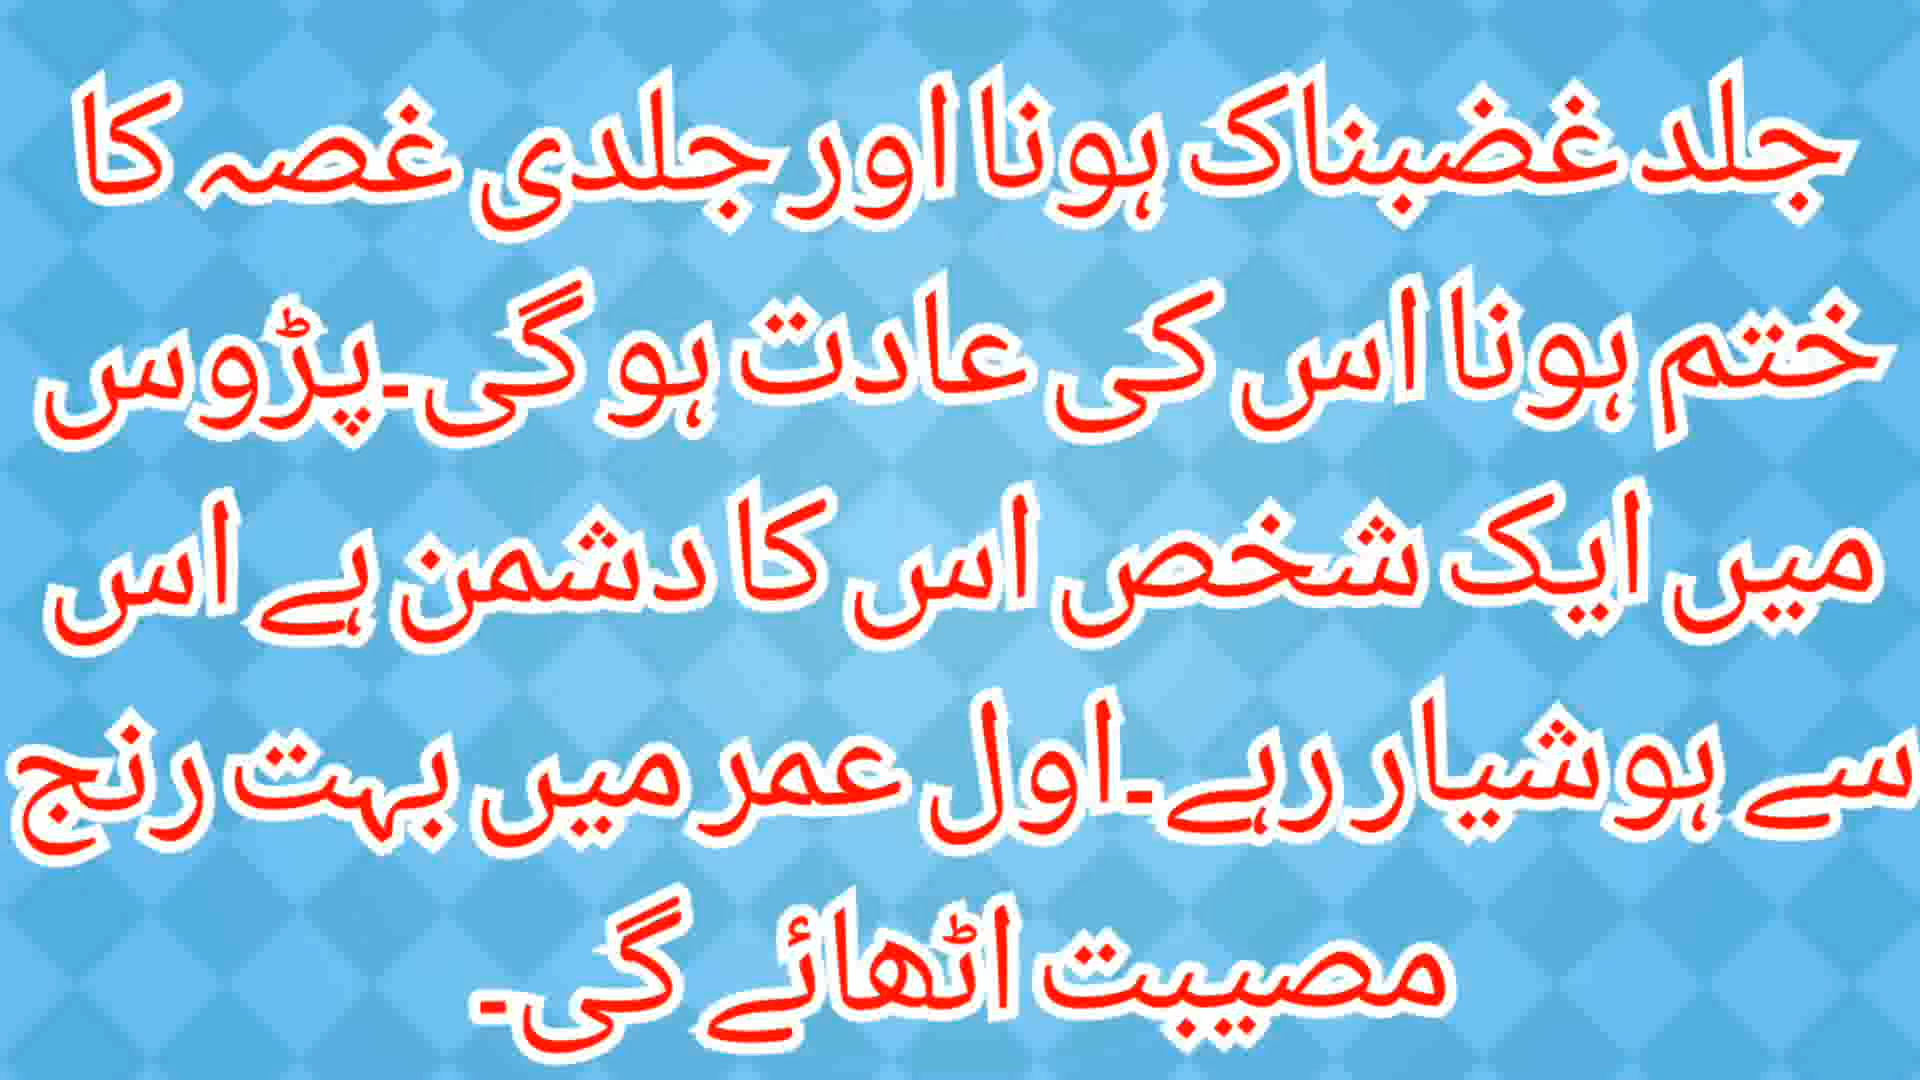 جلد غضبناک ہونا اور جلدی غصہ کا
ختم ہونا اس کی عادت ہو گی۔پڑوس
میں ایک شخص اس کا دشمن ہے اس
سے ہوشیار رہے۔اول عمر میں بہت رنج
مصیبت اٹھائے گی۔